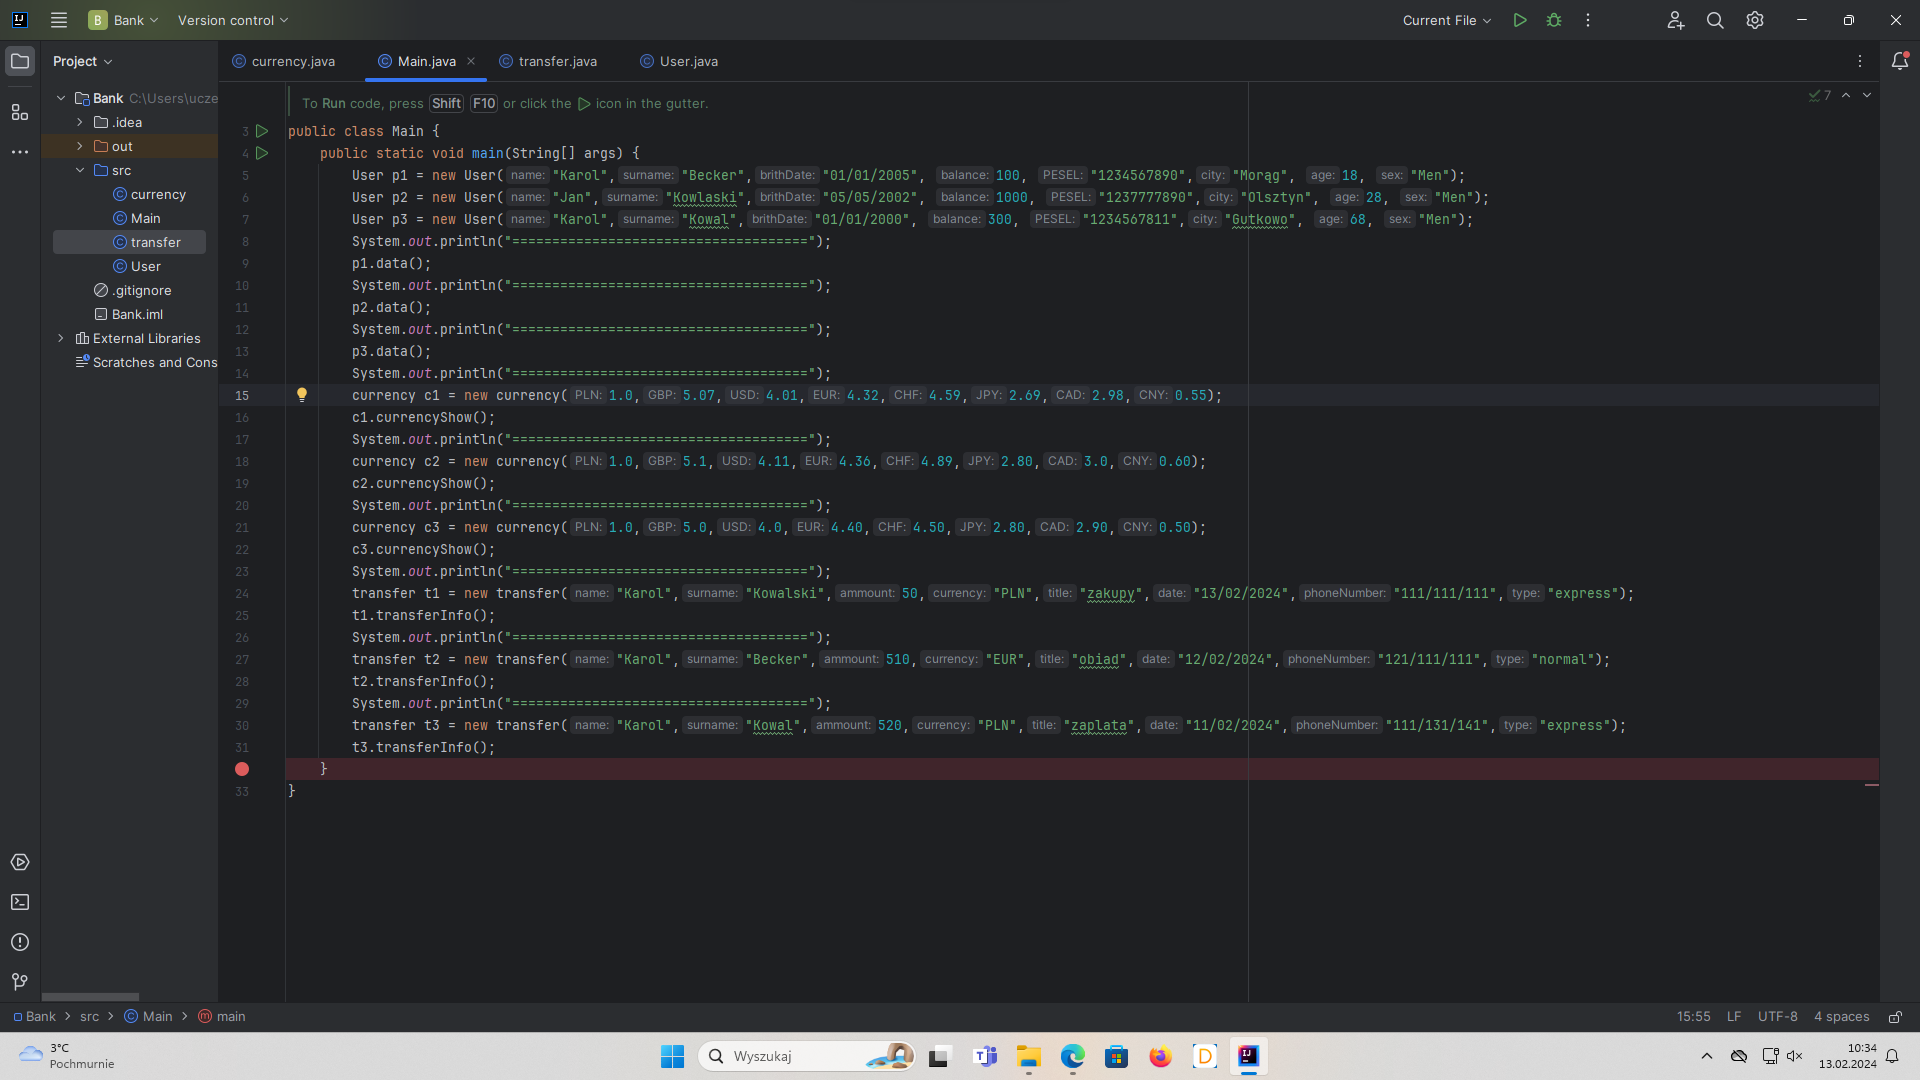 IJ
B Bank
Version control
Current File
Project
currency.java
Main.java
transfer.java
User.java
Bank C:\Users\ucze
.idea
out
src
currency
Main
transfer
User
.gitignore
Bank.iml
External Libraries
Scratches and Cons
To Run code, press Shift F10 or click the icon in the gutter.
7
3 public class Main {
4 public static void main(String[] args) {
5 User p1 = new User( name: "Karol", surname: "Becker", brithDate: "01/01/2005", balance: 100, PESEL: "1234567890", city: "Morąg", age: 18, sex: "Men");
6 User p2 = new User( name: "Jan", surname: "Kowlaski", brithDate: "05/05/2002", balance: 1000, PESEL: "1237777890", city: "Olsztyn", age: 28, sex: "Men");
7 User p3 = new User( name: "Karol", surname: "Kowal", brithDate: "01/01/2000", balance: 300, PESEL: "1234567811", city: "Gutkowo", age: 68, sex: "Men");
8 System.out.println("=====================================");
9 p1.data();
10 System.out.println("=====================================");
11 p2.data();
12 System.out.println("=====================================");
13 p3.data();
14 System.out.println("=====================================");
15 currency c1 = new currency( PLN: 1.0, GBP: 5.07, USD: 4.01, EUR: 4.32, CHF: 4.59, JPY: 2.69, CAD: 2.98, CNY: 0.55);
16 c1.currencyShow();
17 System.out.println("=====================================");
18 currency c2 = new currency( PLN: 1.0, GBP: 5.1, USD: 4.11, EUR: 4.36, CHF: 4.89, JPY: 2.80, CAD: 3.0, CNY: 0.60);
19 c2.currencyShow();
20 System.out.println("=====================================");
21 currency c3 = new currency( PLN: 1.0, GBP: 5.0, USD: 4.0, EUR: 4.40, CHF: 4.50, JPY: 2.80, CAD: 2.90, CNY: 0.50);
22 c3.currencyShow();
23 System.out.println("=====================================");
24 transfer t1 = new transfer( name: "Karol", surname: "Kowalski", ammount: 50, currency: "PLN", title: "zakupy", date: "13/02/2024", phoneNumber: "111/111/111", type: "express");
25 t1.transferInfo();
26 System.out.println("=====================================");
27 transfer t2 = new transfer( name: "Karol", surname: "Becker", ammount: 510, currency: "EUR", title: "obiad", date: "12/02/2024", phoneNumber: "121/111/111", type: "normal");
28 t2.transferInfo();
29 System.out.println("=====================================");
30 transfer t3 = new transfer( name: "Karol", surname: "Kowal", ammount: 520, currency: "PLN", title: "zaplata", date: "11/02/2024", phoneNumber: "111/131/141", type: "express");
31 t3.transferInfo();
}
33 }
Bank > src > Main > main
15:55 LF UTF-8 4 spaces
3°C
Pochmurnie
Wyszukaj
D
IJ
10:34
13.02.2024